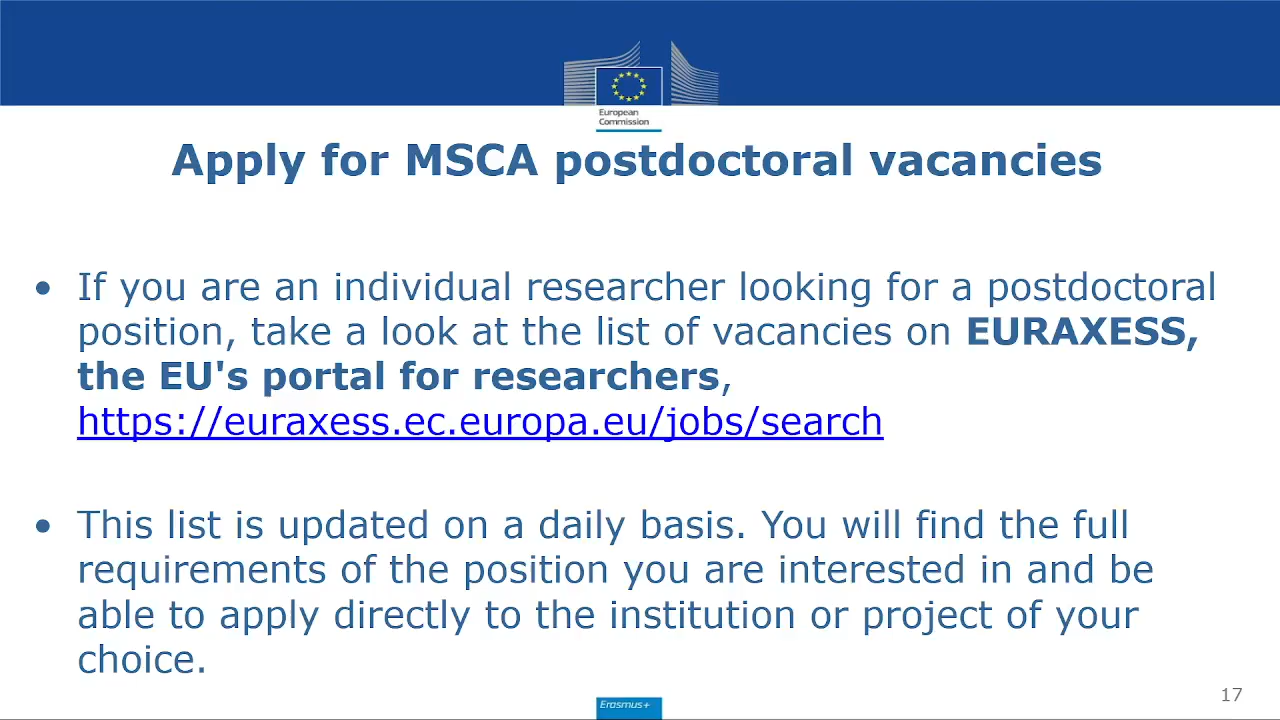 European
Commission
Apply for MSCA postdoctoral vacancies
• If you are an individual researcher looking for a postdoctoral
position, take a look at the list of vacancies on EURAXESS,
the EU's portal for researchers,
https://euraxess.ec.europa.eu/jobs/search
• This list is updated on a daily basis. You will find the full
requirements of the position you are interested in and be
able to apply directly to the institution or project of your
choice.
Erasmus+
17